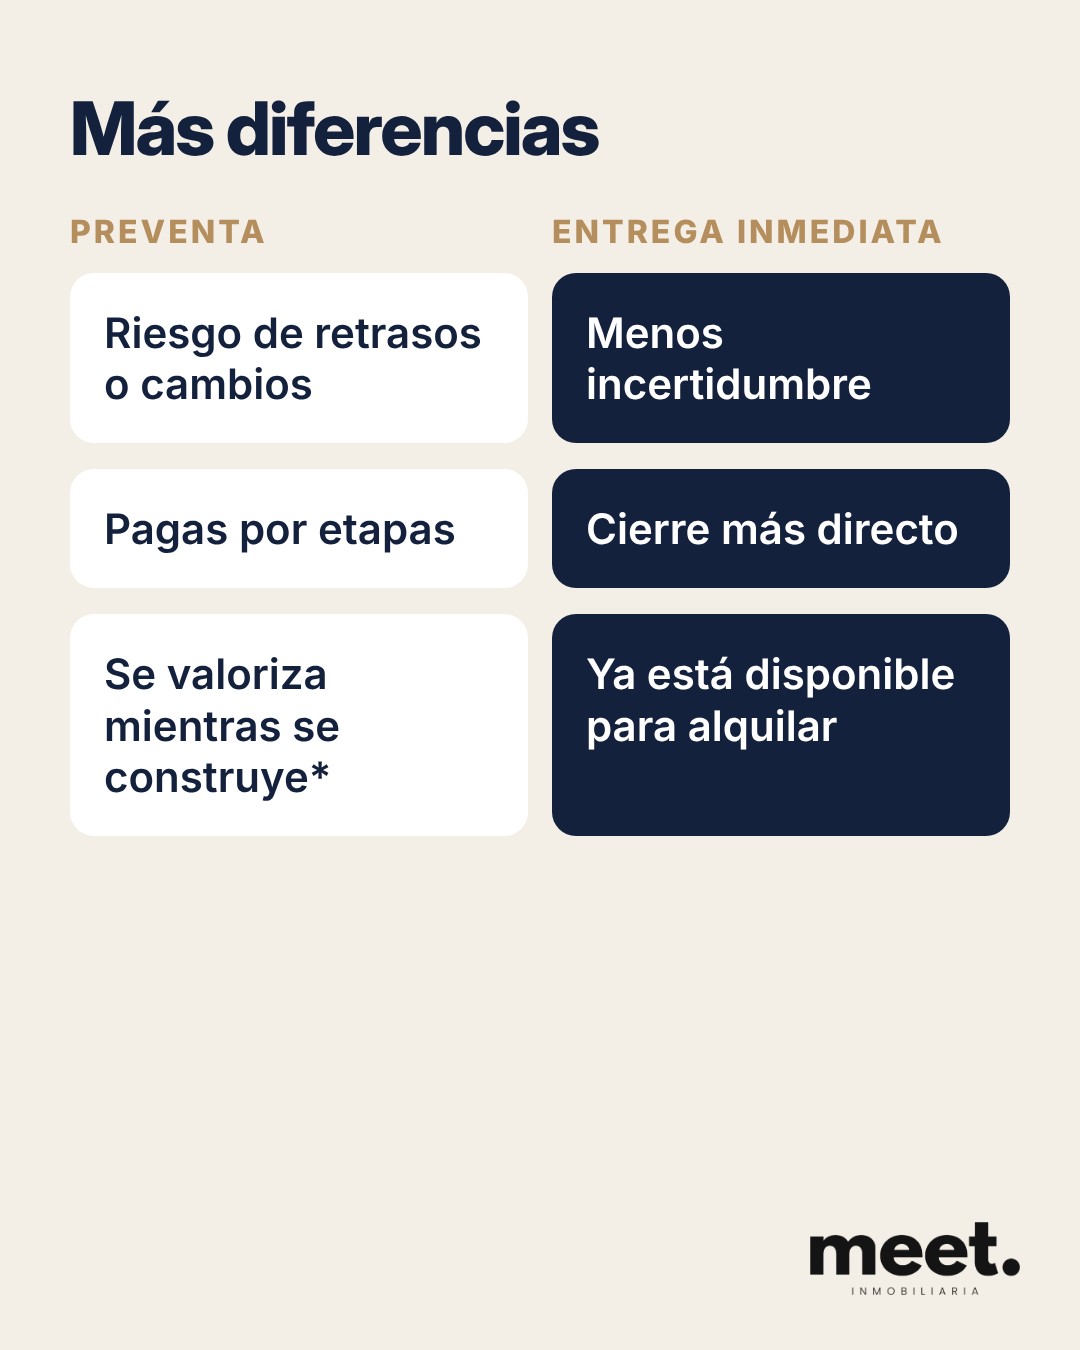 Más diferencias
PREVENTA
ENTREGA INMEDIATA
Riesgo de retrasos
o cambios
Menos
incertidumbre
Pagas por etapas
Cierre más directo
Se valoriza
mientras se
construye*
Ya está disponible
para alquilar
meet.
INMOBILIARIA